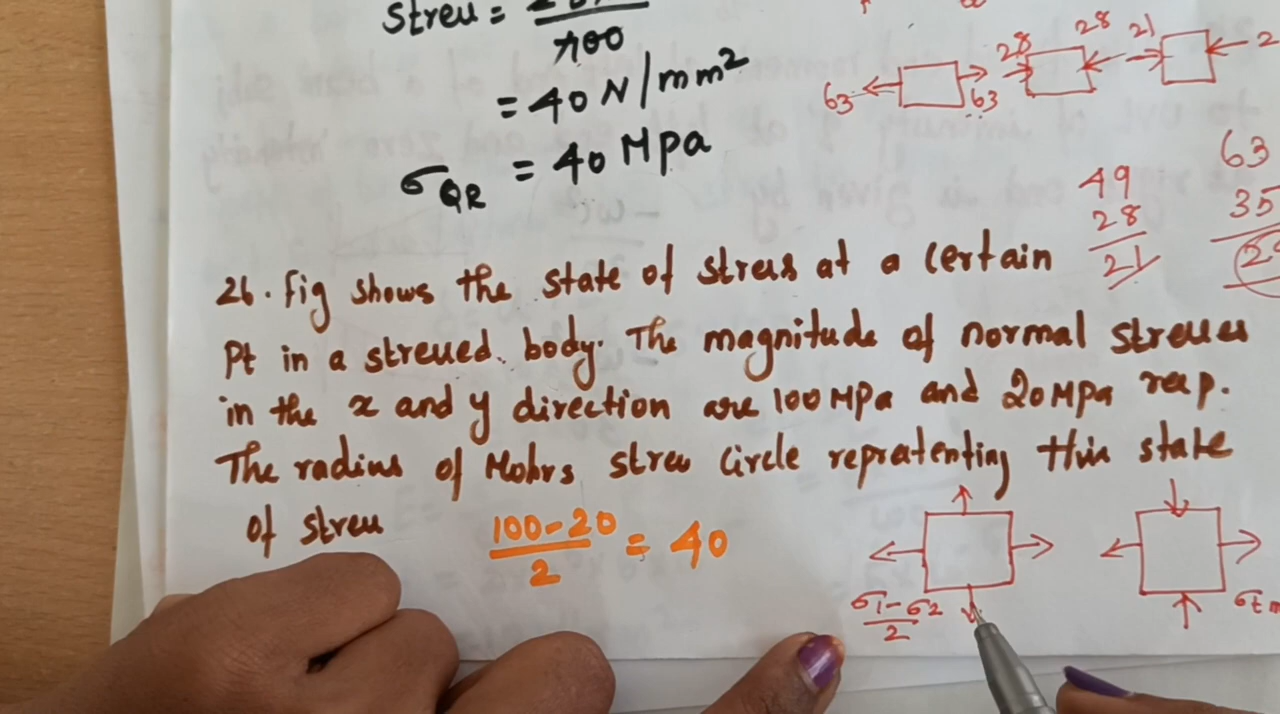 Stress =
100
= 40 N/mm²
σQR = 40 MPa
63 63 28 28 21
49
28
21
63
35
26. Fig shows the state of stress at a certain
Pt in a stressed body. The magnitude of normal stresses
in the x and y direction are 100 MPa and 20 MPa resp.
The radius of Mohrs stress circle repratenting this state
of stress
100-20
2
= 40
σ1-σ2
2